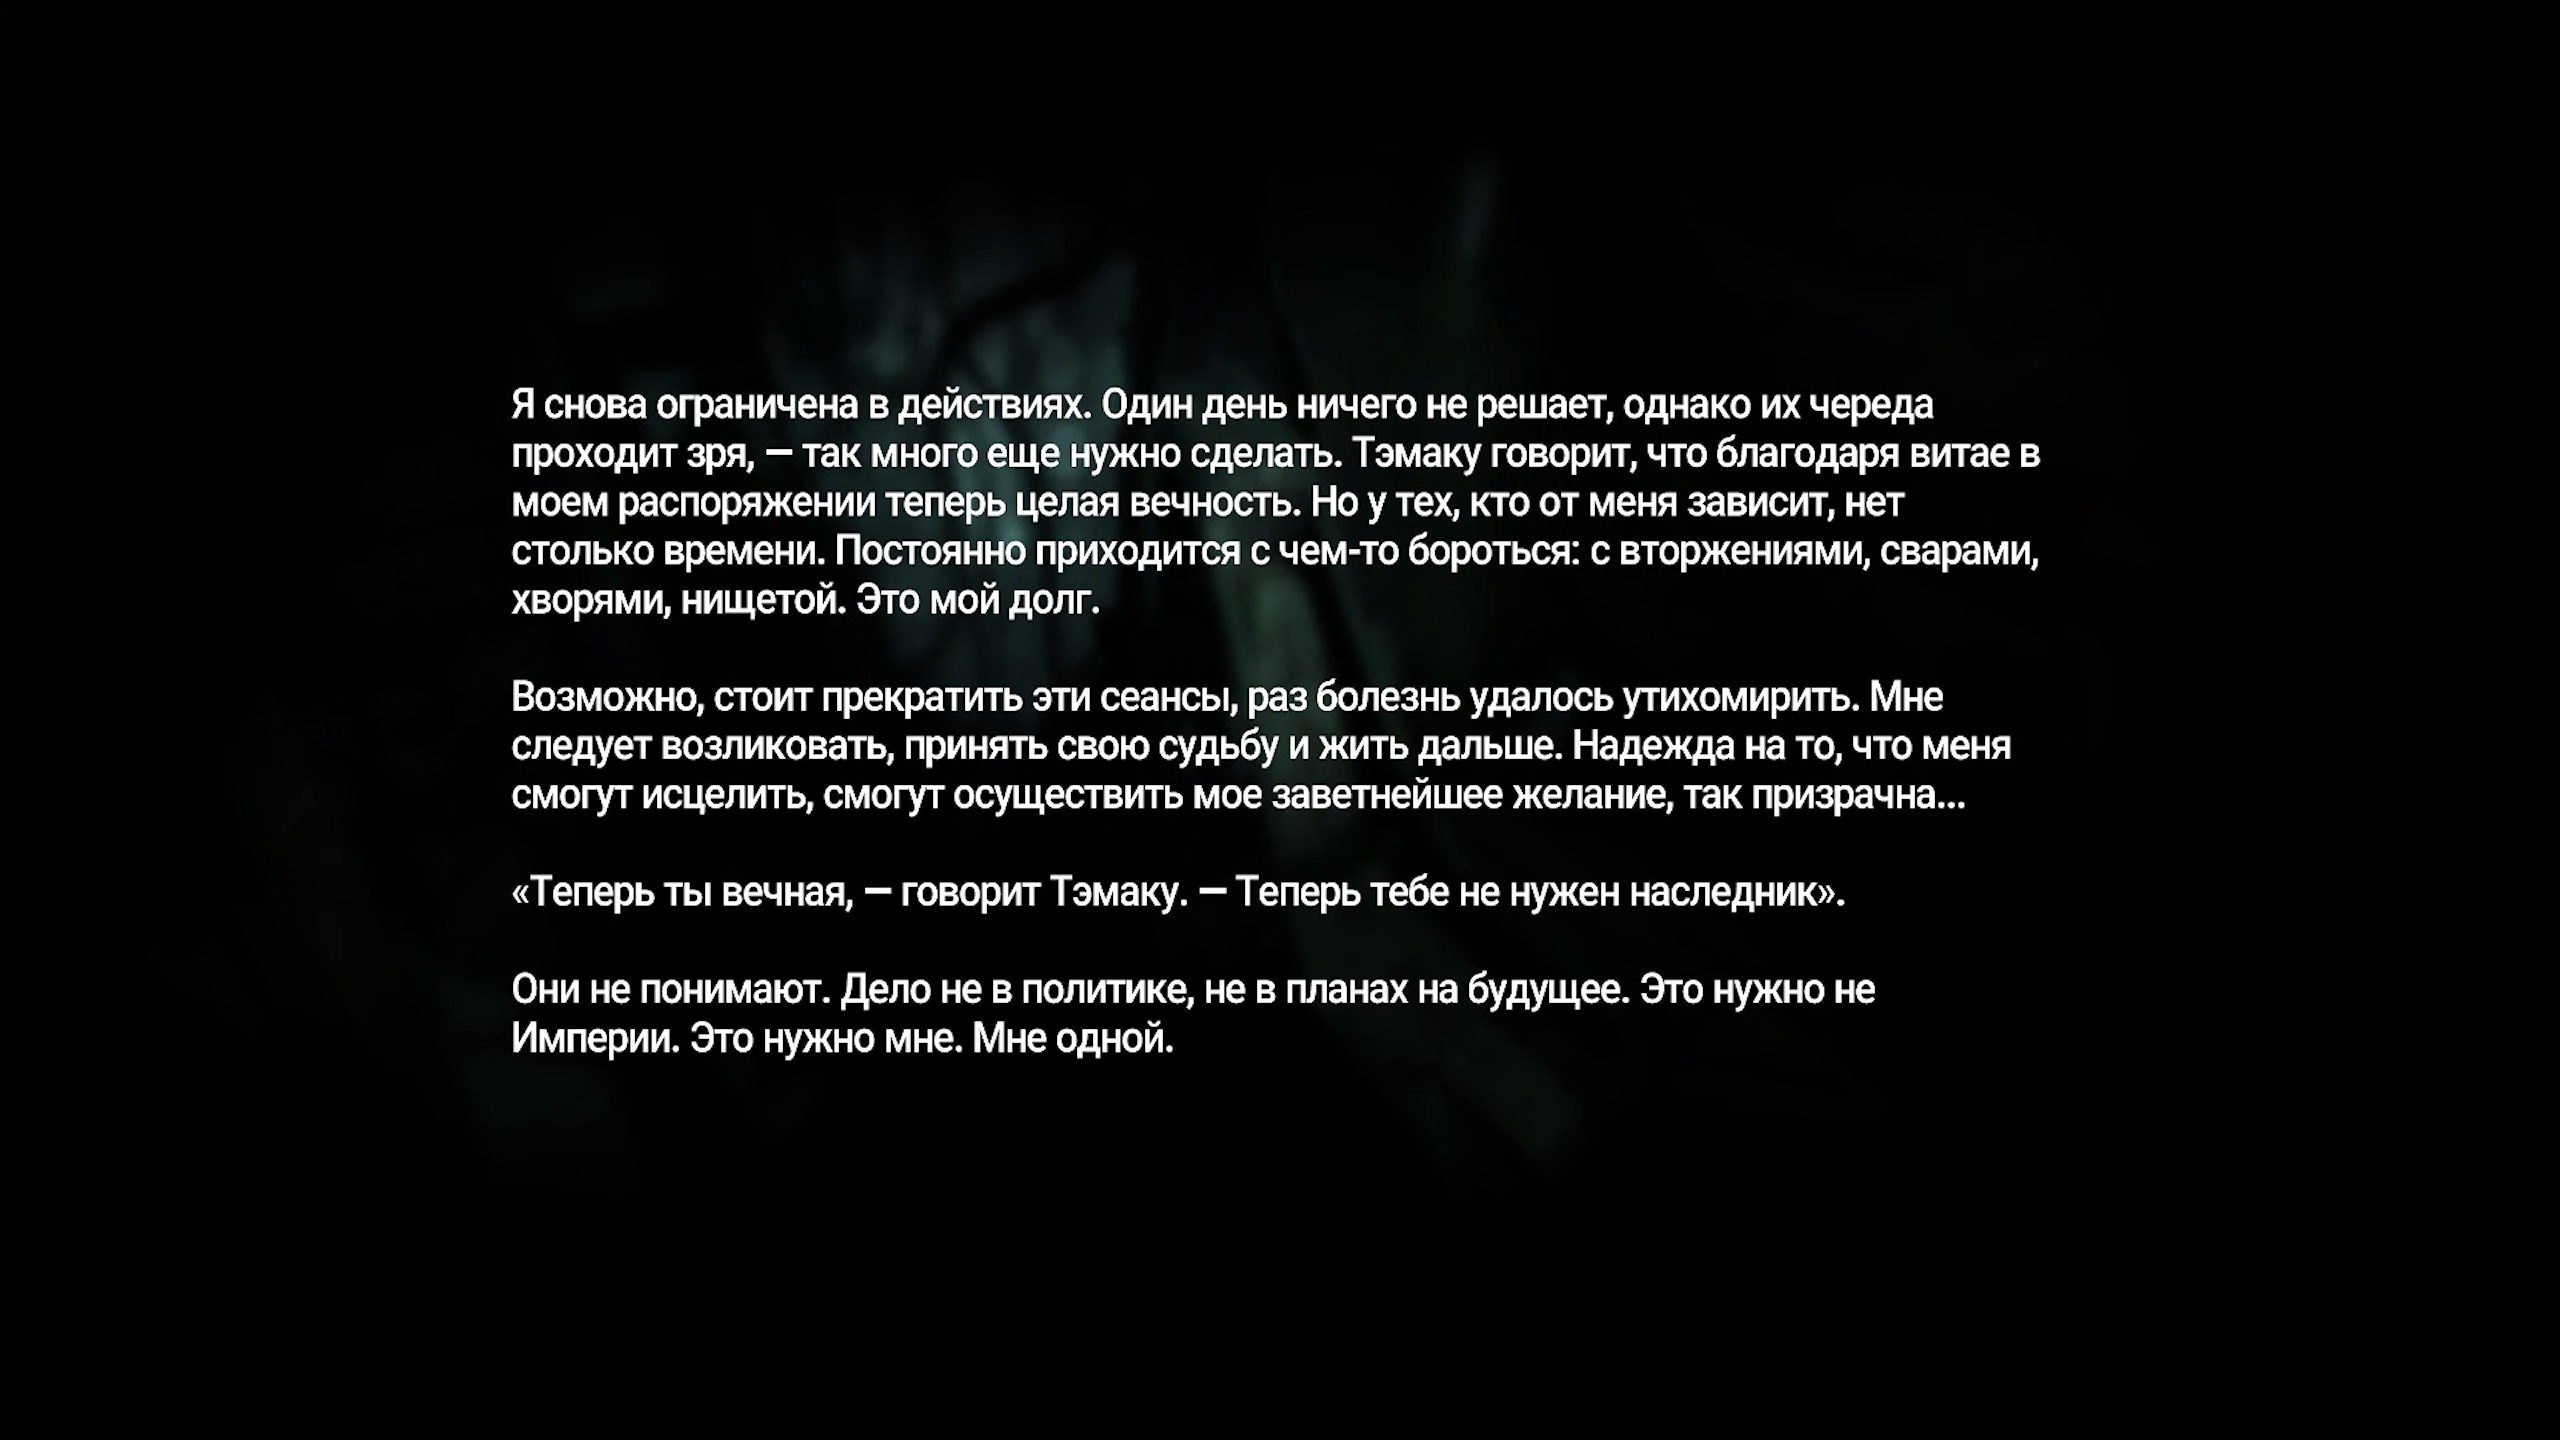 Я снова ограничена в действиях. Один день ничего не решает, однако их череда
проходит зря, — так много еще нужно сделать. Тэмаку говорит, что благодаря витае в
моем распоряжении теперь целая вечность. Но у тех, кто от меня зависит, нет
столько времени. Постоянно приходится с чем-то бороться: с вторжениями, сварами,
хворями, нищетой. Это мой долг.
Возможно, стоит прекратить эти сеансы, раз болезнь удалось утихомирить. Мне
следует возликовать, принять свою судьбу и жить дальше. Надежда на то, что меня
смогут исцелить, смогут осуществить мое заветнейшее желание, так призрачна...
«Теперь ты вечная, — говорит Тэмаку. — Теперь тебе не нужен наследник».
Они не понимают. Дело не в политике, не в планах на будущее. Это нужно не
Империи. Это нужно мне. Мне одной.